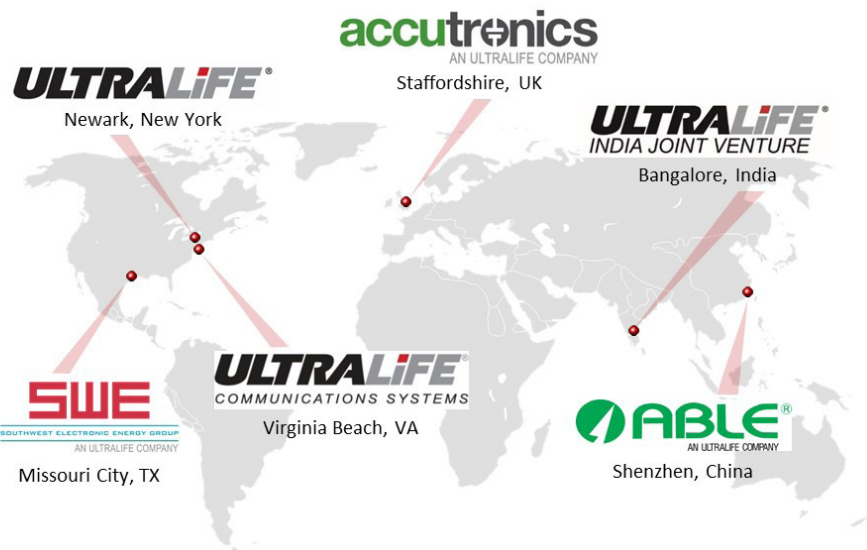 accutronics
AN ULTRALIFE COMPANY
Staffordshire, UK
ULTRALiFE®
Newark, New York
ULTRALiFE®
INDIA JOINT VENTURE
Bangalore, India
SWE
SOUTHWEST ELECTRONIC ENERGY GROUP
AN ULTRALIFE COMPANY
Missouri City, TX
ULTRALiFE®
COMMUNICATIONS SYSTEMS
Virginia Beach, VA
ABLE®
AN ULTRALIFE COMPANY
Shenzhen, China